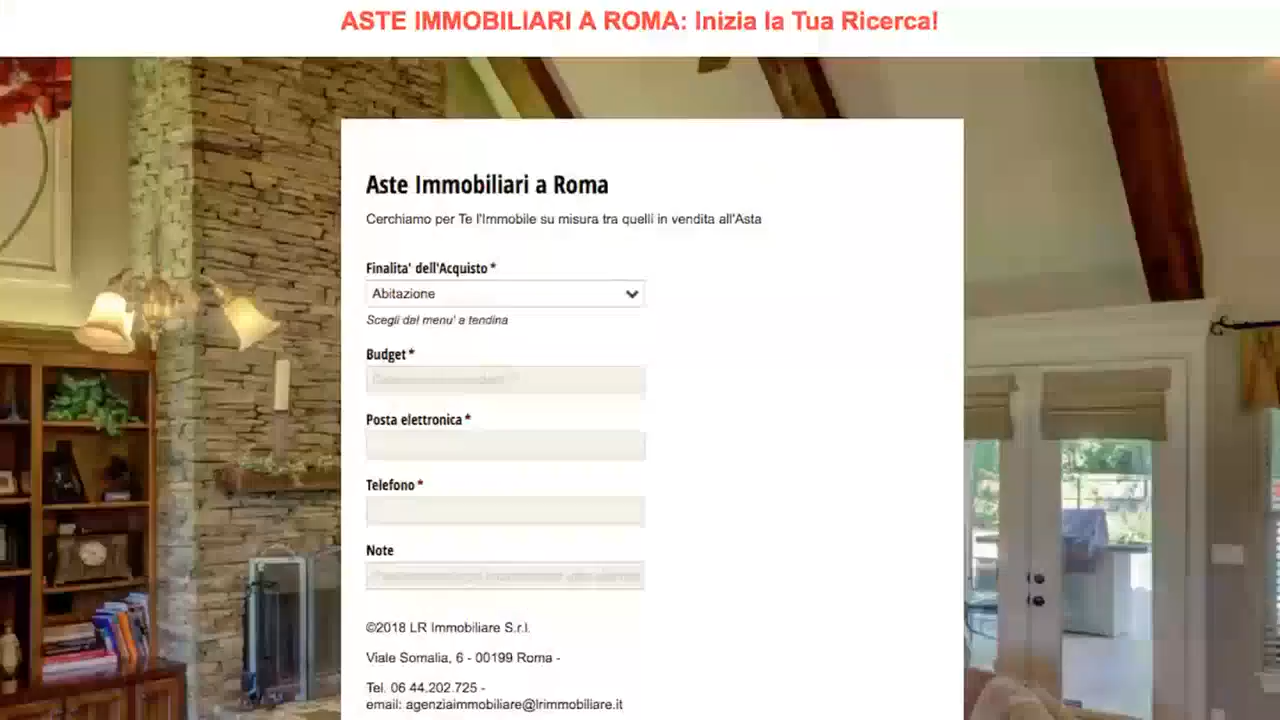 ASTE IMMOBILIARI A ROMA: Inizia la Tua Ricerca!
Aste Immobiliari a Roma
Cerchiamo per Te l'Immobile su misura tra quelli in vendita all'Asta
Finalita' dell'Acquisto *
Abitazione
Scegli dal menu' a tendina
Budget *
Posta elettronica *
Telefono *
Note
©2018 LR Immobiliare S.r.l.
Viale Somalia, 6 - 00199 Roma -
Tel. 06 44.202.725 -
email: agenziaimmobiliare@lrimmobiliare.it